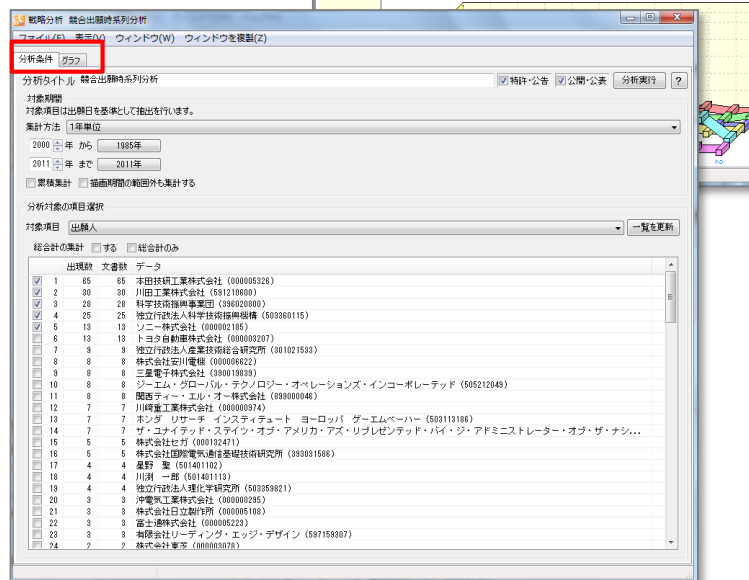 戦略分析 競合出願時系列分析
ファイル(F) 表示(V) ウィンドウ(W) ウィンドウを複製(Z)
分析条件 グラフ
分析タイトル 競合出願時系列分析 特許・公告 公開・公表 分析実行 ?
対象期間
対象項目は出願日を基準として抽出を行います。
集計方法 1年単位
2000 年 から 1985年
2011 年 まで 2011年
累積集計 描画期間の範囲外も集計する
分析対象の項目選択
対象項目 出願人 一覧を更新
総合計の集計 する 総合計のみ
出現数 文書数 データ
1 65 65 本田技研工業株式会社 (000005326)
2 30 30 川田工業株式会社 (591210600)
3 28 28 科学技術振興事業団 (396020800)
4 25 25 独立行政法人科学技術振興機構 (503360115)
5 13 13 ソニー株式会社 (000002185)
6 13 13 トヨタ自動車株式会社 (000003207)
7 9 9 独立行政法人産業技術総合研究所 (301021533)
8 8 8 株式会社安川電機 (000006622)
9 8 8 三星電子株式会社 (390019839)
10 8 8 ジーエム・グローバル・テクノロジー・オペレーションズ・インコーポレーテッド (505212049)
11 8 8 関西ティー・エル・オー株式会社 (899000046)
12 7 7 川崎重工業株式会社 (000000974)
13 7 7 ホンダ リサーチ インスティテュート ヨーロッパ ゲーエムベーハー (503113186)
14 7 7 ザ・ユナイテッド・ステイツ・オブ・アメリカ・アズ・リプレゼンテッド・バイ・ジ・アドミニストレーター・オブ・ザ・ナシ...
15 5 5 株式会社セガ (000132471)
16 5 5 株式会社国際電気通信基礎技術研究所 (393031586)
17 4 4 星野 聖 (501401102)
18 4 4 川渕 一郎 (501401113)
19 4 4 独立行政法人理化学研究所 (503359821)
20 3 3 沖電気工業株式会社 (000000295)
21 3 3 株式会社日立製作所 (000005108)
22 3 3 富士通株式会社 (000005223)
23 3 3 有限会社リーディング・エッジ・デザイン (597159307)
24 2 2 株式会社東芝 (000003078)